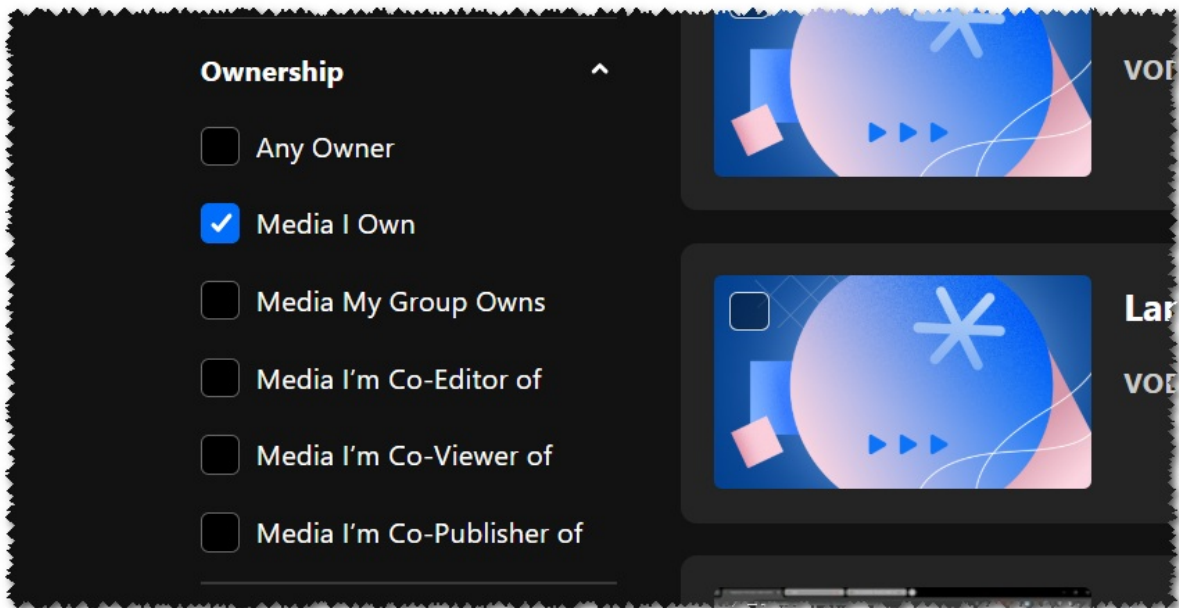 Ownership
Any Owner
Media I Own
Media My Group Owns
Media I’m Co-Editor of
Media I’m Co-Viewer of
Media I’m Co-Publisher of